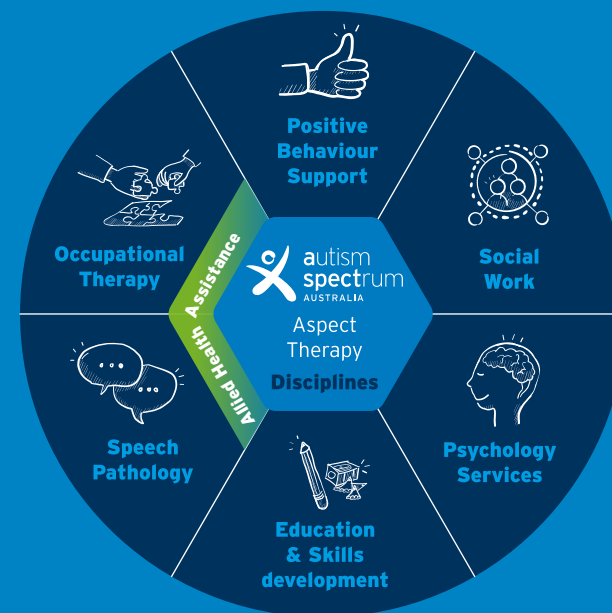 Positive
Behaviour
Support
Social
Work
Psychology
Services
Education
& Skills
development
Speech
Pathology
Occupational
Therapy
Allied Health Assistance
autism
spectrum
AUSTRALIA
Aspect
Therapy
Disciplines